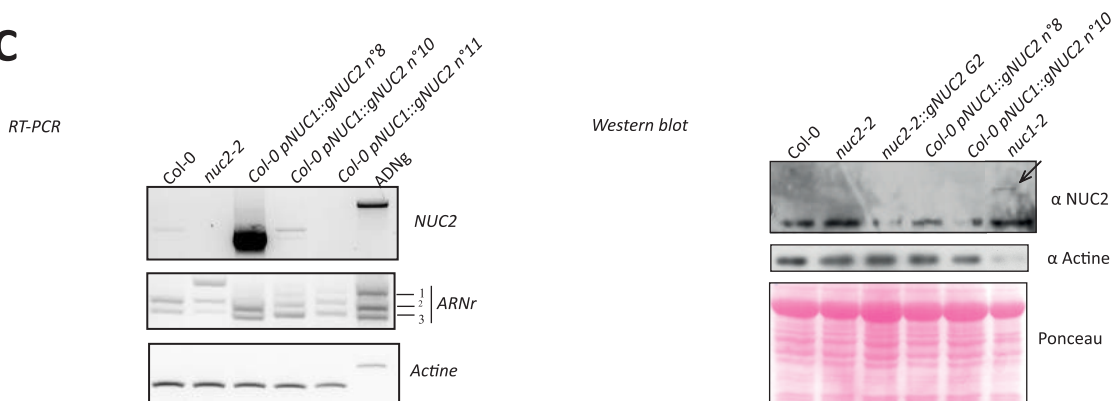 C
RT-PCR
Col-0
nuc2-2
Col-0 pNUC1::gNUC2 n°8
Col-0 pNUC1::gNUC2 n°10
Col-0 pNUC1::gNUC2 n°11
ADNg
NUC2
1
2
3
ARNr
Actine
Western blot
Col-0
nuc2-2
nuc2-2::gNUC2 G2
Col-0 pNUC1::gNUC2 n°8
Col-0 pNUC1::gNUC2 n°10
nuc1-2
α NUC2
α Actine
Ponceau